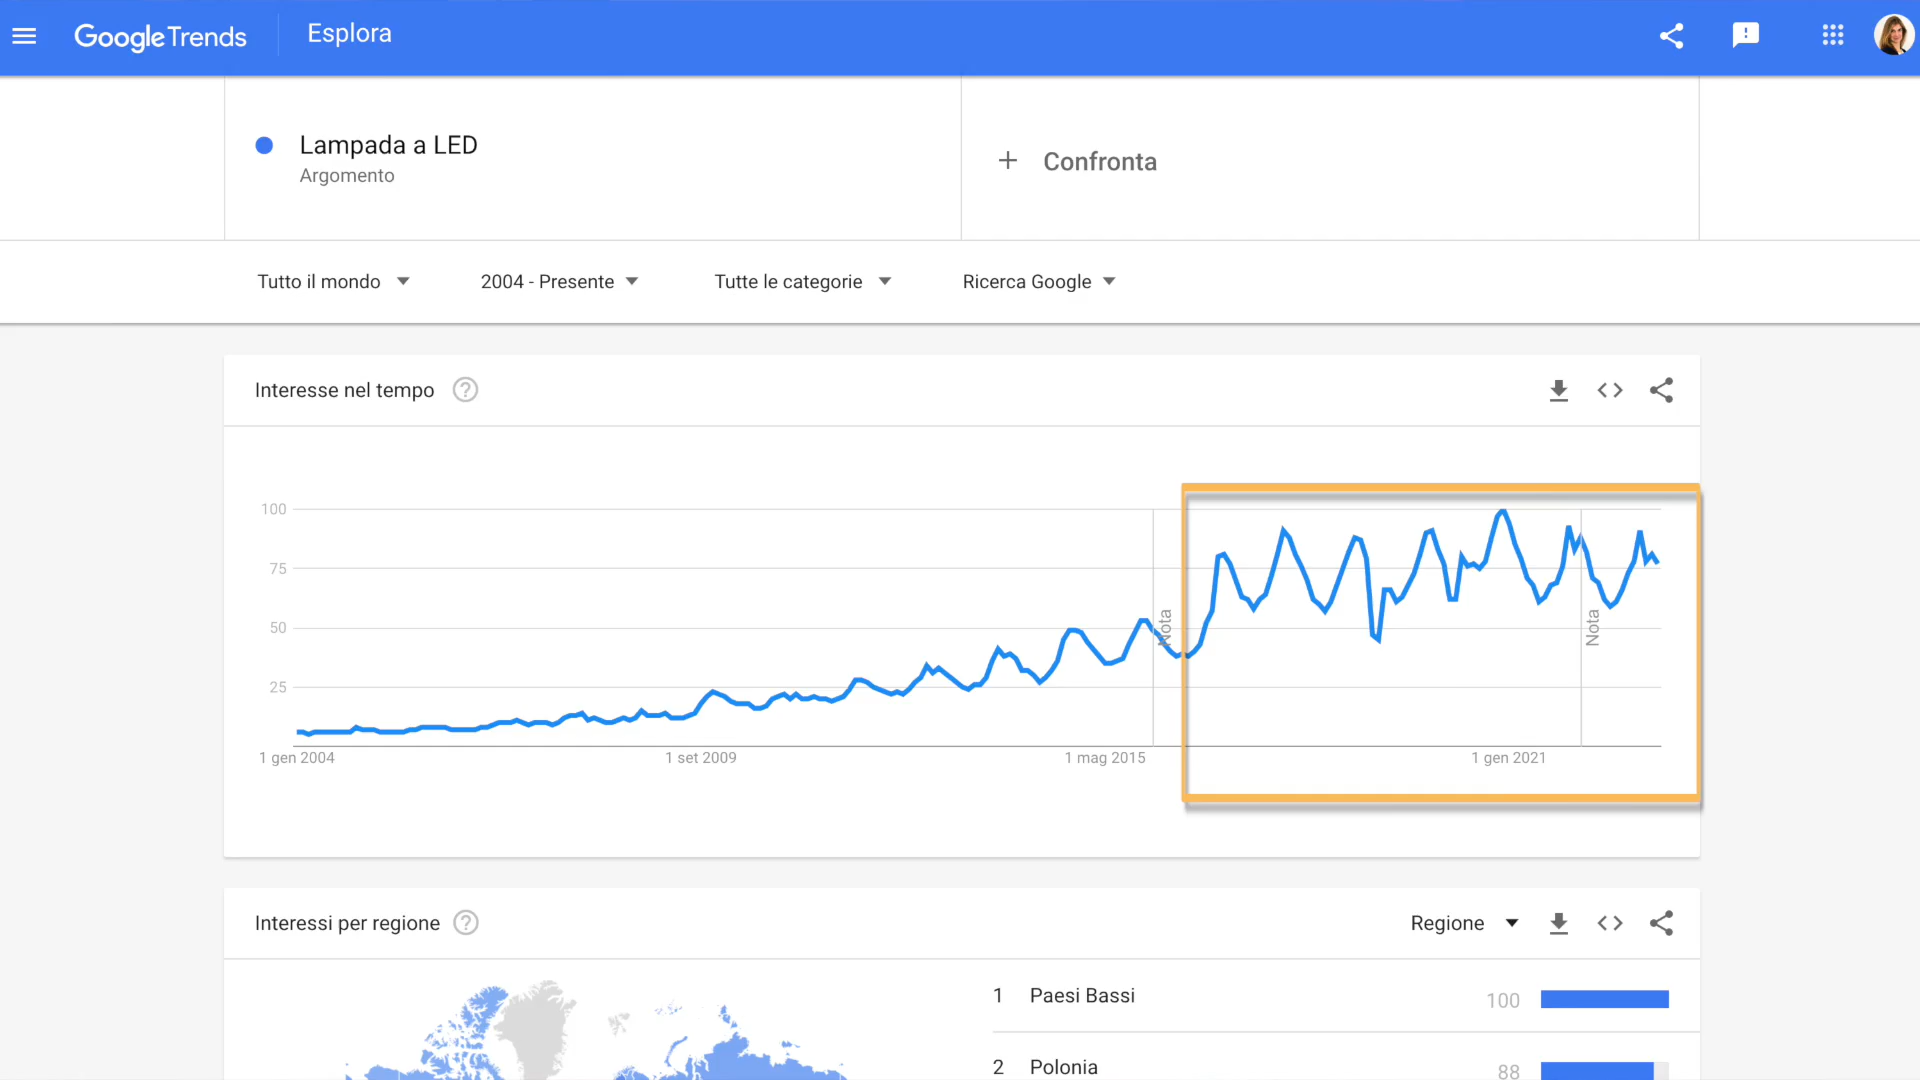 Google Trends
Esplora
Lampada a LED
Argomento
+ Confronta
Tutto il mondo
2004 - Presente
Tutte le categorie
Ricerca Google
Interesse nel tempo
100
75
50
25
Nota
Nota
1 gen 2004
1 set 2009
1 mag 2015
1 gen 2021
Interessi per regione
Regione
1 Paesi Bassi 100
2 Polonia 88